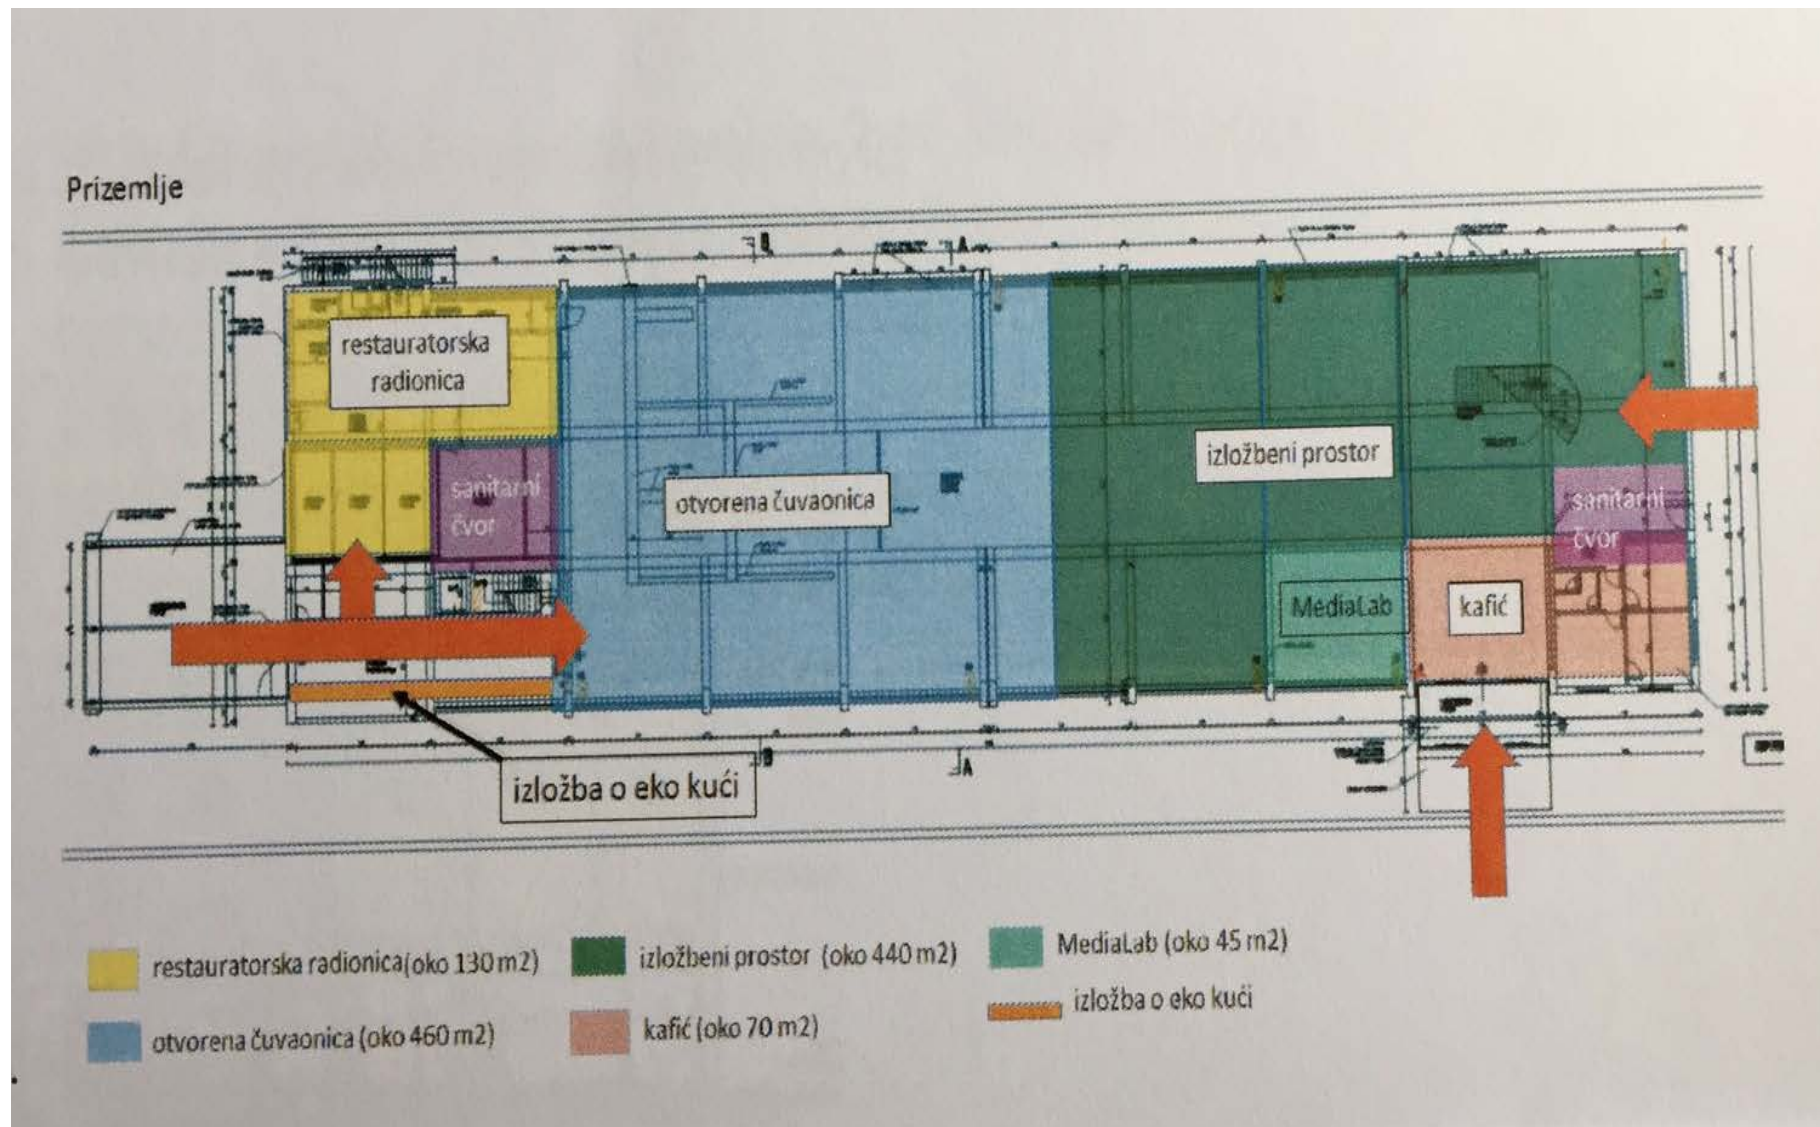 Prizemlje
B
A
restauratorska
radionica
sanitarni
čvor
otvorena čuvaonica
izložbeni prostor
sanitarni
čvor
MediaLab
kafić
izložba o eko kući
B
A
restauratorska radionica(oko 130 m2)
izložbeni prostor (oko 440 m2)
MediaLab (oko 45 m2)
otvorena čuvaonica (oko 460 m2)
kafić (oko 70 m2)
izložba o eko kući